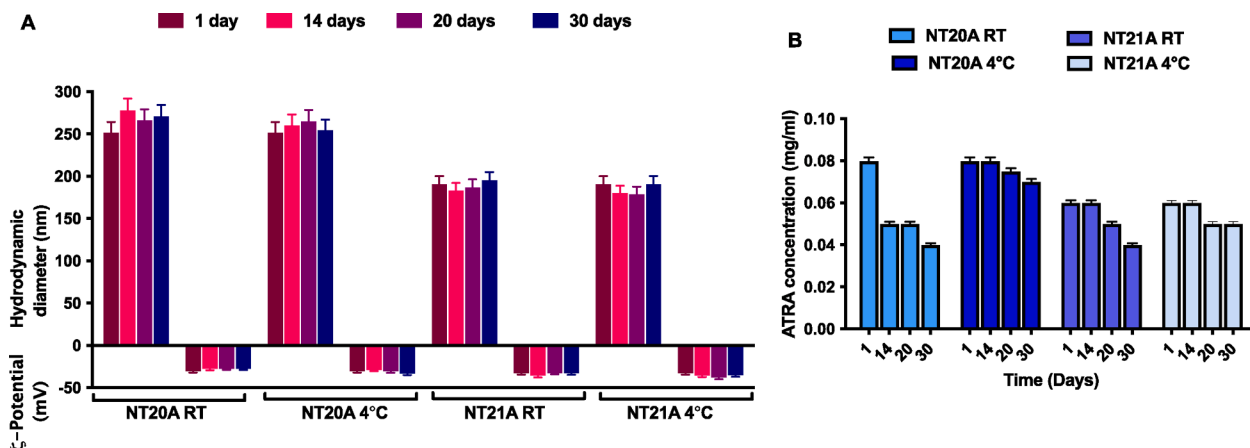 A
1 day
14 days
20 days
30 days
Hydrodynamic
diameter (nm)
300
250
200
150
100
50
0
-50
ξ-Potential
(mV)
NT20A RT
NT20A 4°C
NT21A RT
NT21A 4°C
B
NT20A RT
NT21A RT
NT20A 4°C
NT21A 4°C
ATRA concentration (mg/ml)
0.10
0.08
0.06
0.04
0.02
0.00
1 14 20 30
1 14 20 30
1 14 20 30
1 14 20 30
Time (Days)